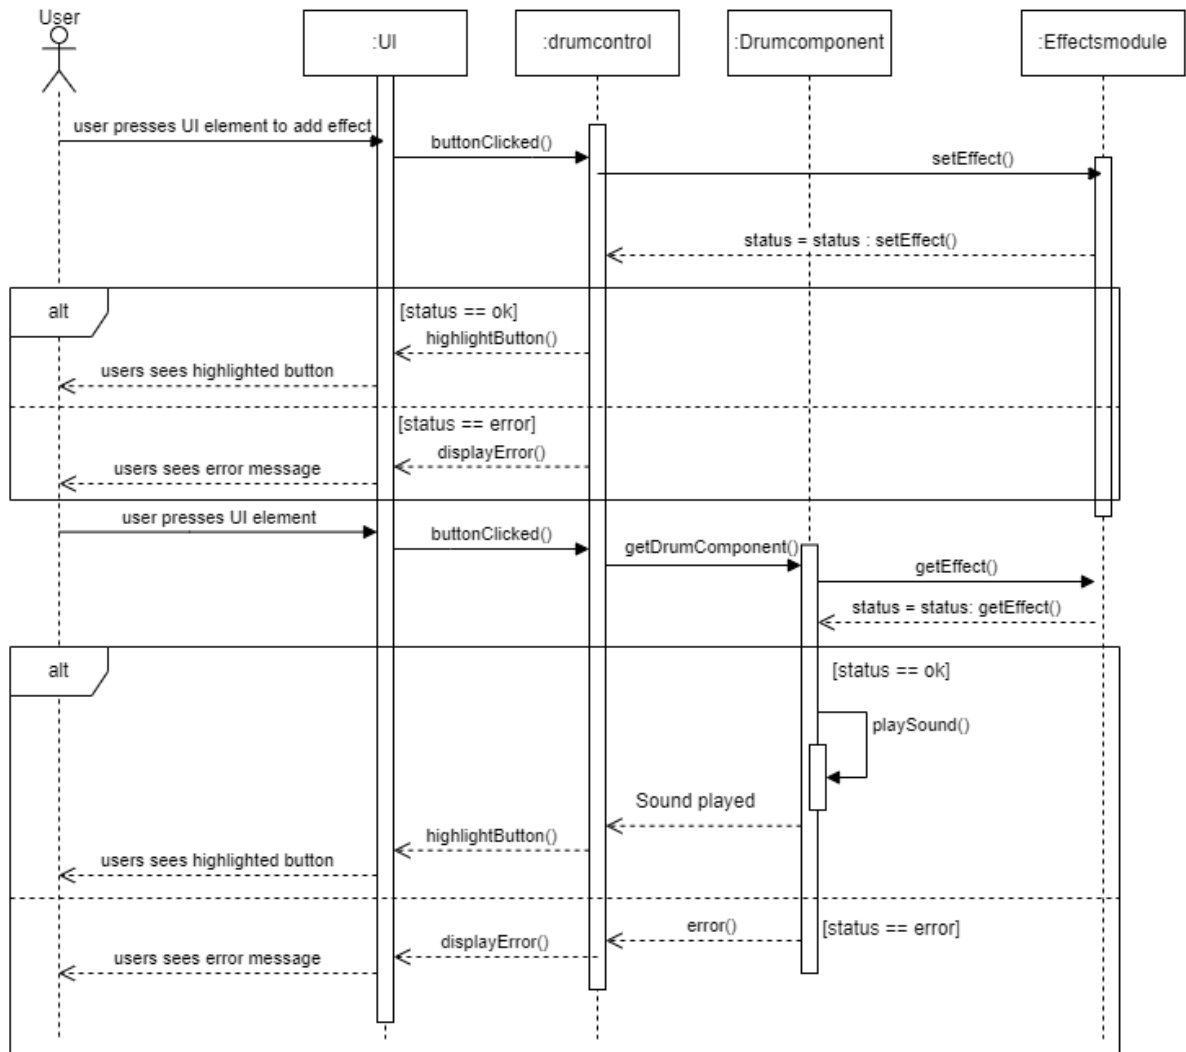 User
:UI
:drumcontrol
:Drumcomponent
:Effectsmodule
user presses UI element to add effect
buttonClicked()
setEffect()
status = status : setEffect()
alt
[status == ok]
highlightButton()
users sees highlighted button
[status == error]
displayError()
users sees error message
user presses UI element
buttonClicked()
getDrumComponent()
getEffect()
status = status: getEffect()
alt
[status == ok]
playSound()
Sound played
highlightButton()
users sees highlighted button
error()
[status == error]
displayError()
users sees error message